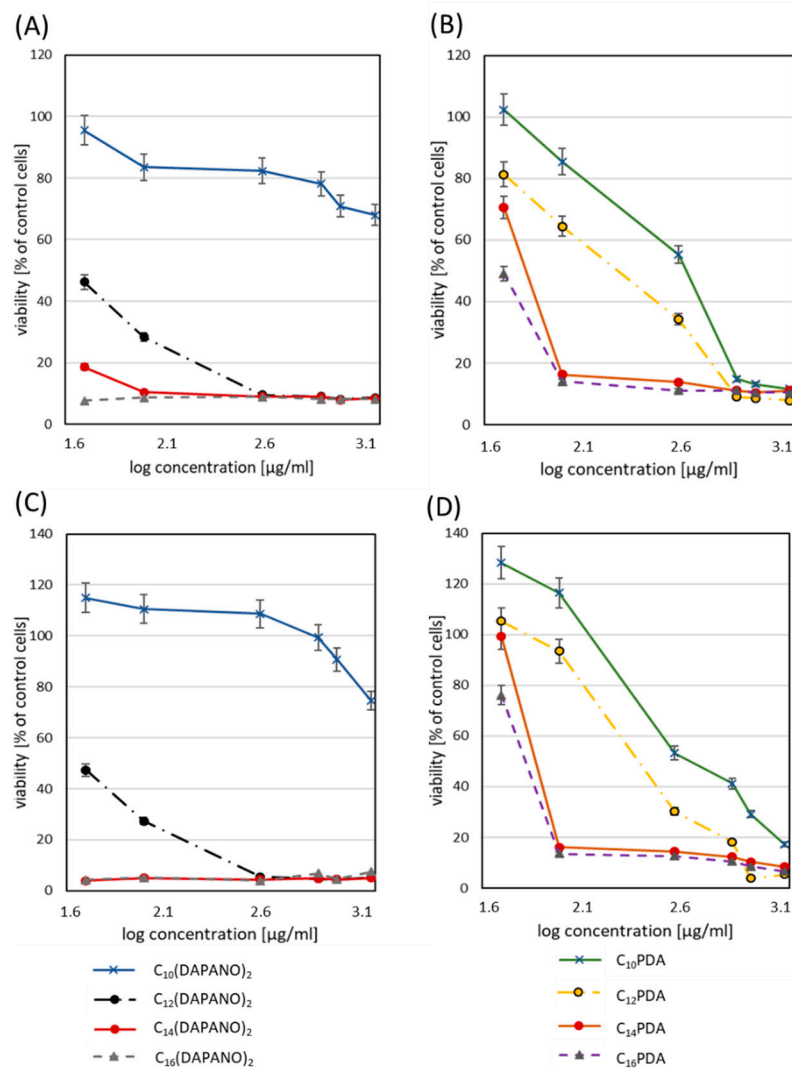 (A)
viability [% of control cells]
120
100
80
60
40
20
0
1.6 2.1 2.6 3.1
log concentration [µg/ml]
(B)
viability [% of control cells]
120
100
80
60
40
20
0
1.6 2.1 2.6 3.1
log concentration [µg/ml]
(C)
viability [% of control cells]
140
120
100
80
60
40
20
0
1.6 2.1 2.6 3.1
log concentration [µg/ml]
(D)
viability [% of control cells]
140
120
100
80
60
40
20
0
1.6 2.1 2.6 3.1
log concentration [µg/ml]
C₁₀(DAPANO)₂
C₁₂(DAPANO)₂
C₁₄(DAPANO)₂
C₁₆(DAPANO)₂
C₁₀PDA
C₁₂PDA
C₁₄PDA
C₁₆PDA